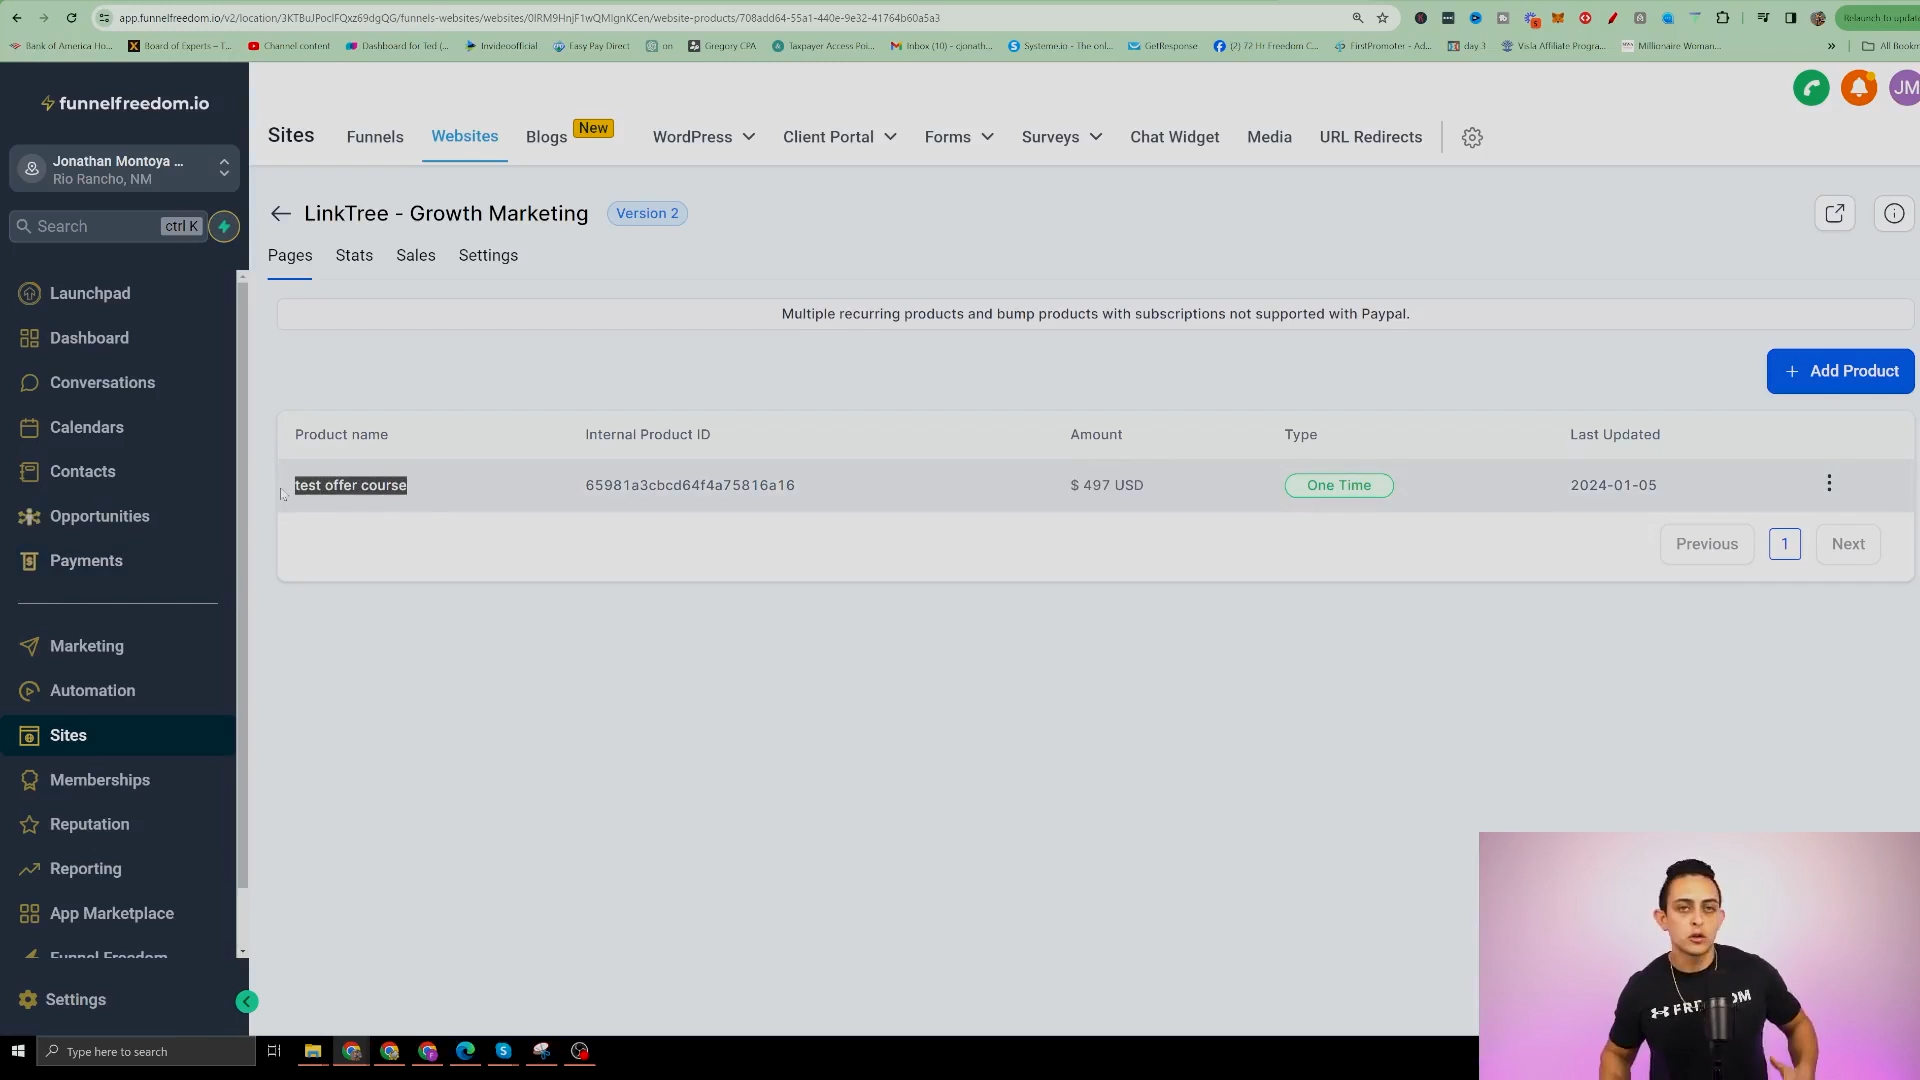 app.funnelfreedom.io/v2/location/3KTBuJPoclFQxz69dgQG/funnels-websites/websites/0lRM9HnjF1wQMlgnKCen/website-products/708add64-55a1-440e-9e32-41764b60a5a3
Relaunch to update
Bank of America Ho... Board of Experts – T... Channel content Dashboard for Ted (... Invideoofficial Easy Pay Direct on Gregory CPA Taxpayer Access Poi... Inbox (10) - cjonath... Systeme.io - The onl... GetResponse (2) 72 Hr Freedom C... FirstPromoter - Ad... day 3 Visla Affiliate Progra... Millionaire Woman... » All Bookm
funnelfreedom.io
JM
Sites Funnels Websites Blogs New WordPress Client Portal Forms Surveys Chat Widget Media URL Redirects
Jonathan Montoya ...
Rio Rancho, NM
Search ctrl K
LinkTree - Growth Marketing Version 2
Pages Stats Sales Settings
Launchpad
Dashboard
Conversations
Calendars
Contacts
Opportunities
Payments
Marketing
Automation
Sites
Memberships
Reputation
Reporting
App Marketplace
Funnel Freedom
Settings
Multiple recurring products and bump products with subscriptions not supported with Paypal.
+ Add Product
Product name Internal Product ID Amount Type Last Updated
test offer course 65981a3cbcd64f4a75816a16 $ 497 USD One Time 2024-01-05
Previous 1 Next
Type here to search